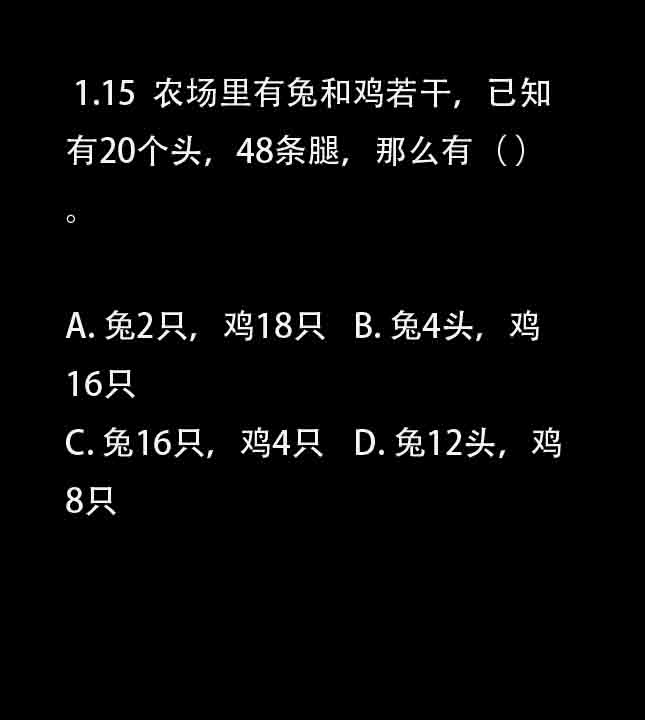 1.15 农场里有兔和鸡若干，已知
有20个头，48条腿，那么有（）
。
A. 兔2只，鸡18只 B. 兔4头，鸡
16只
C. 兔16只，鸡4只 D. 兔12头，鸡
8只